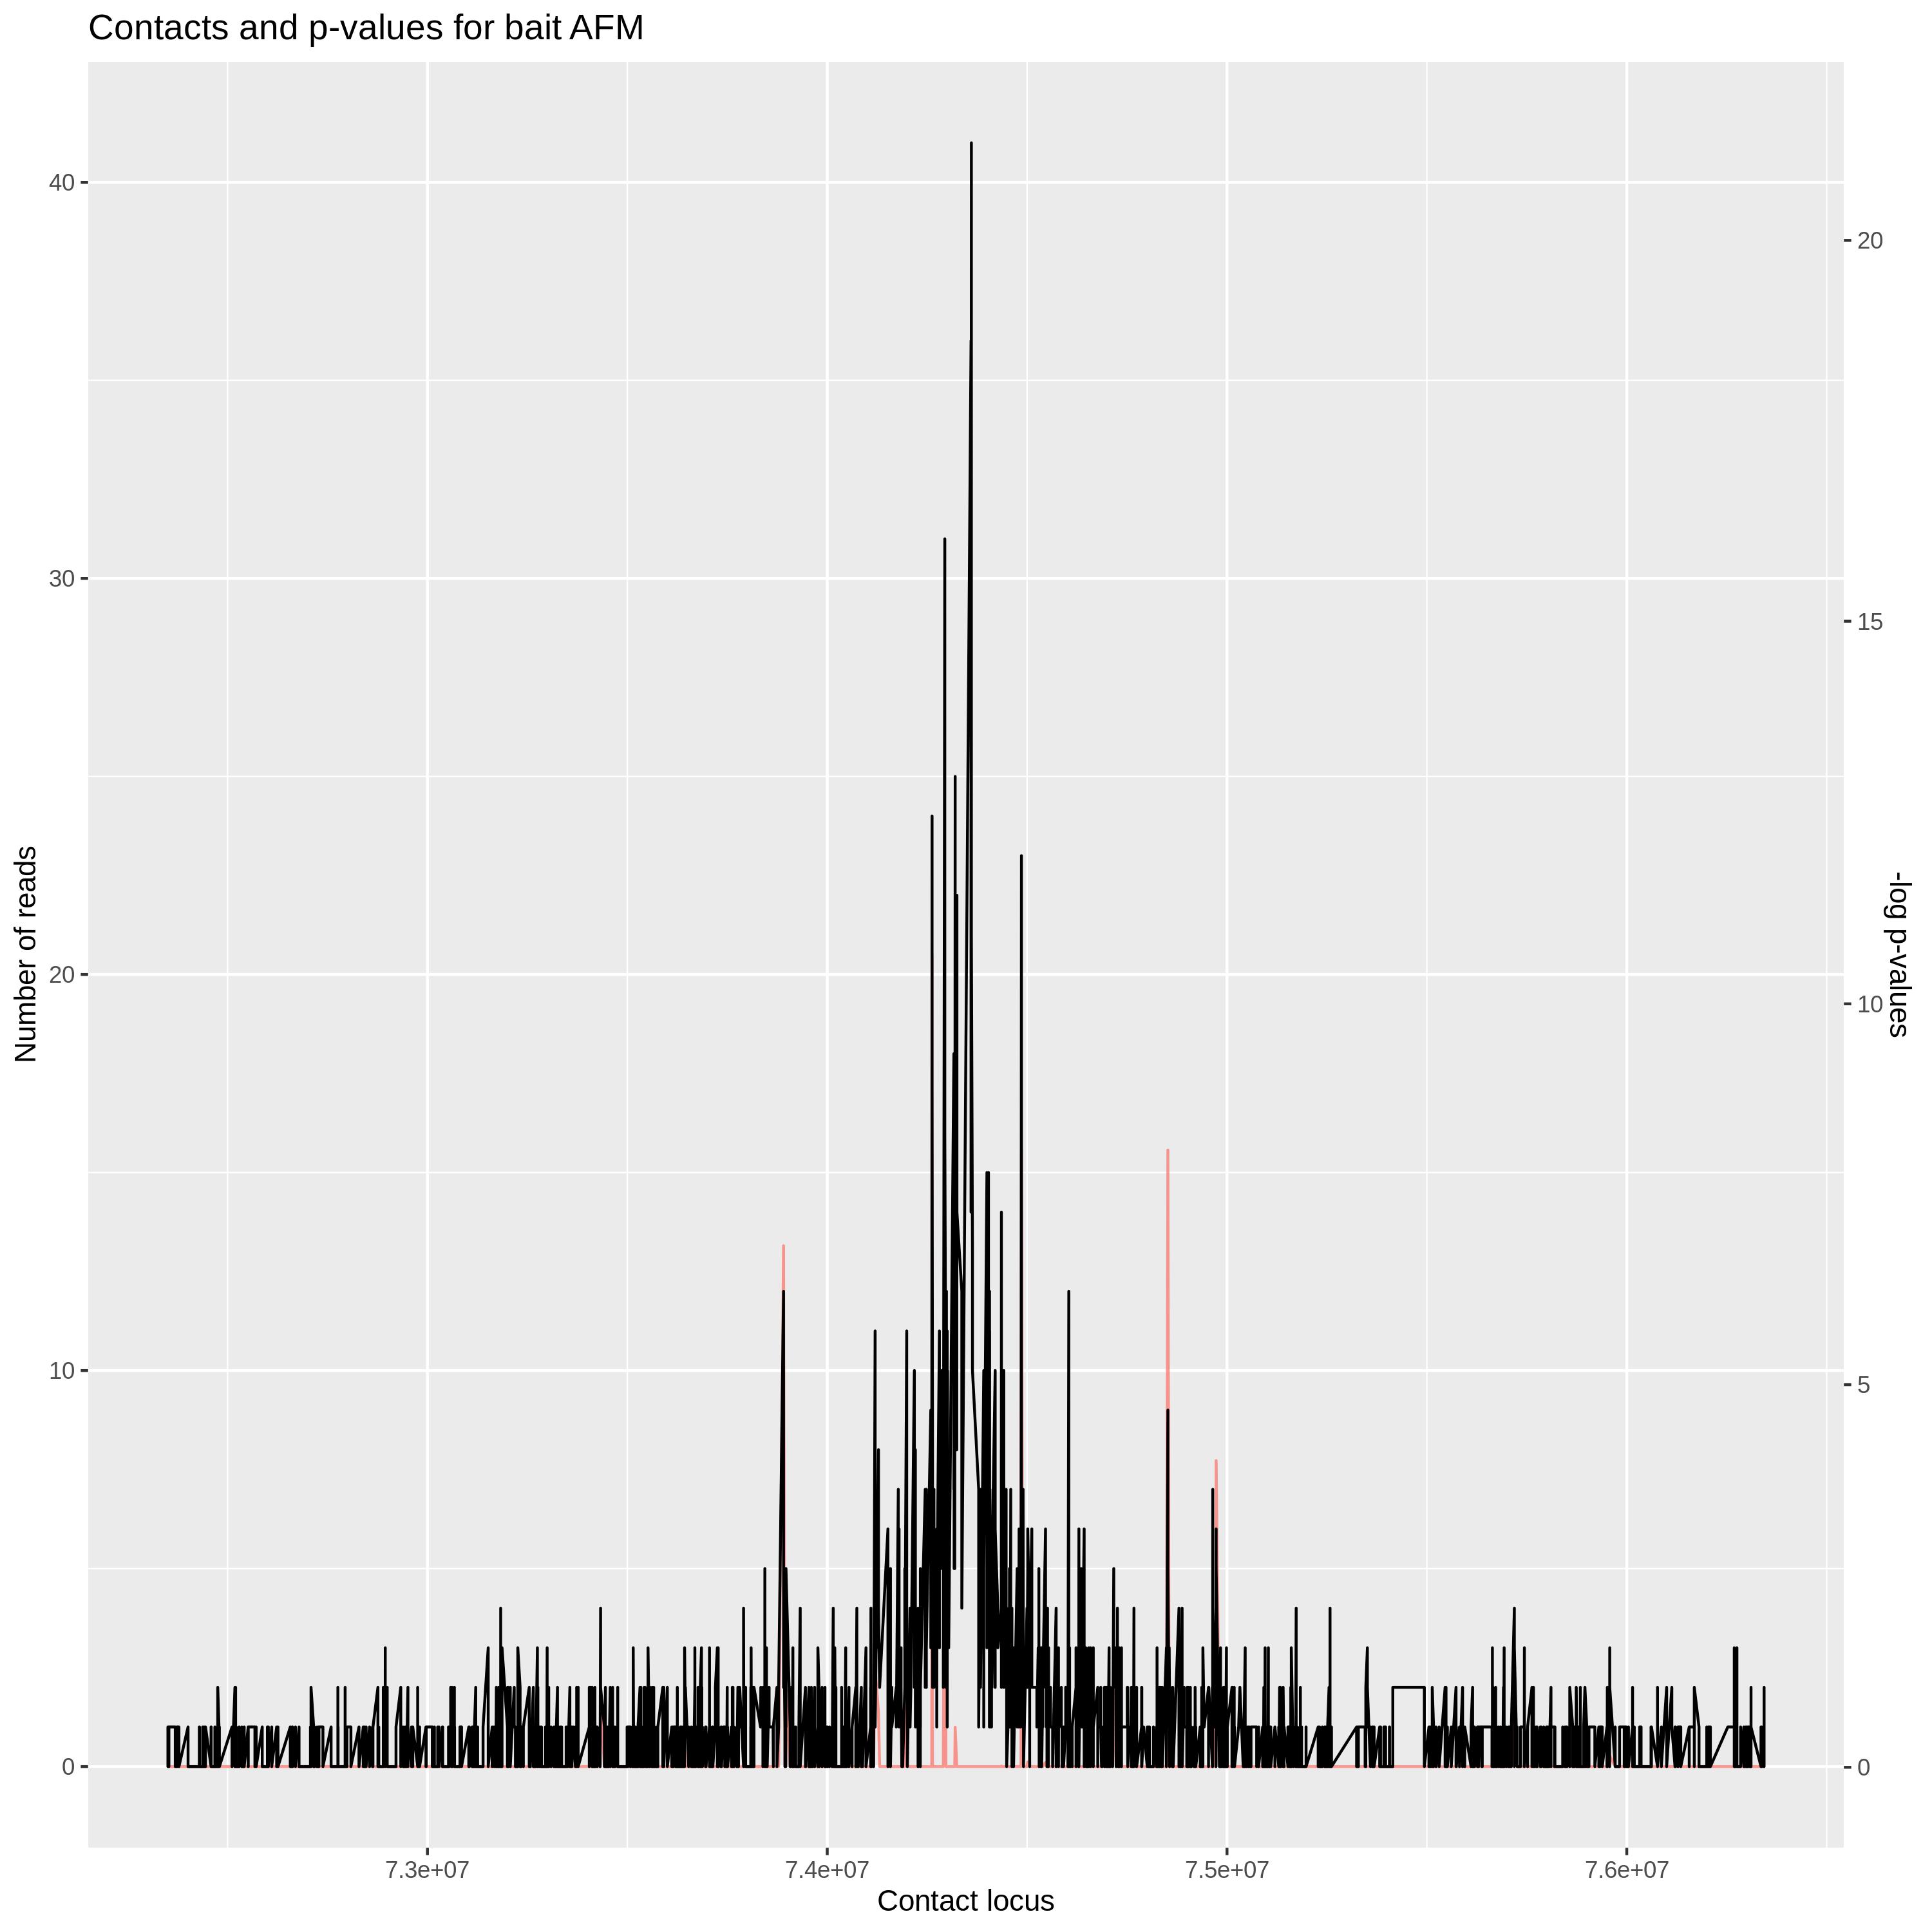 Contacts and p-values for bait AFM
40
30
20
10
0
Number of reads
20
15
10
5
0
-log p-values
7.3e+07
7.4e+07
7.5e+07
7.6e+07
Contact locus